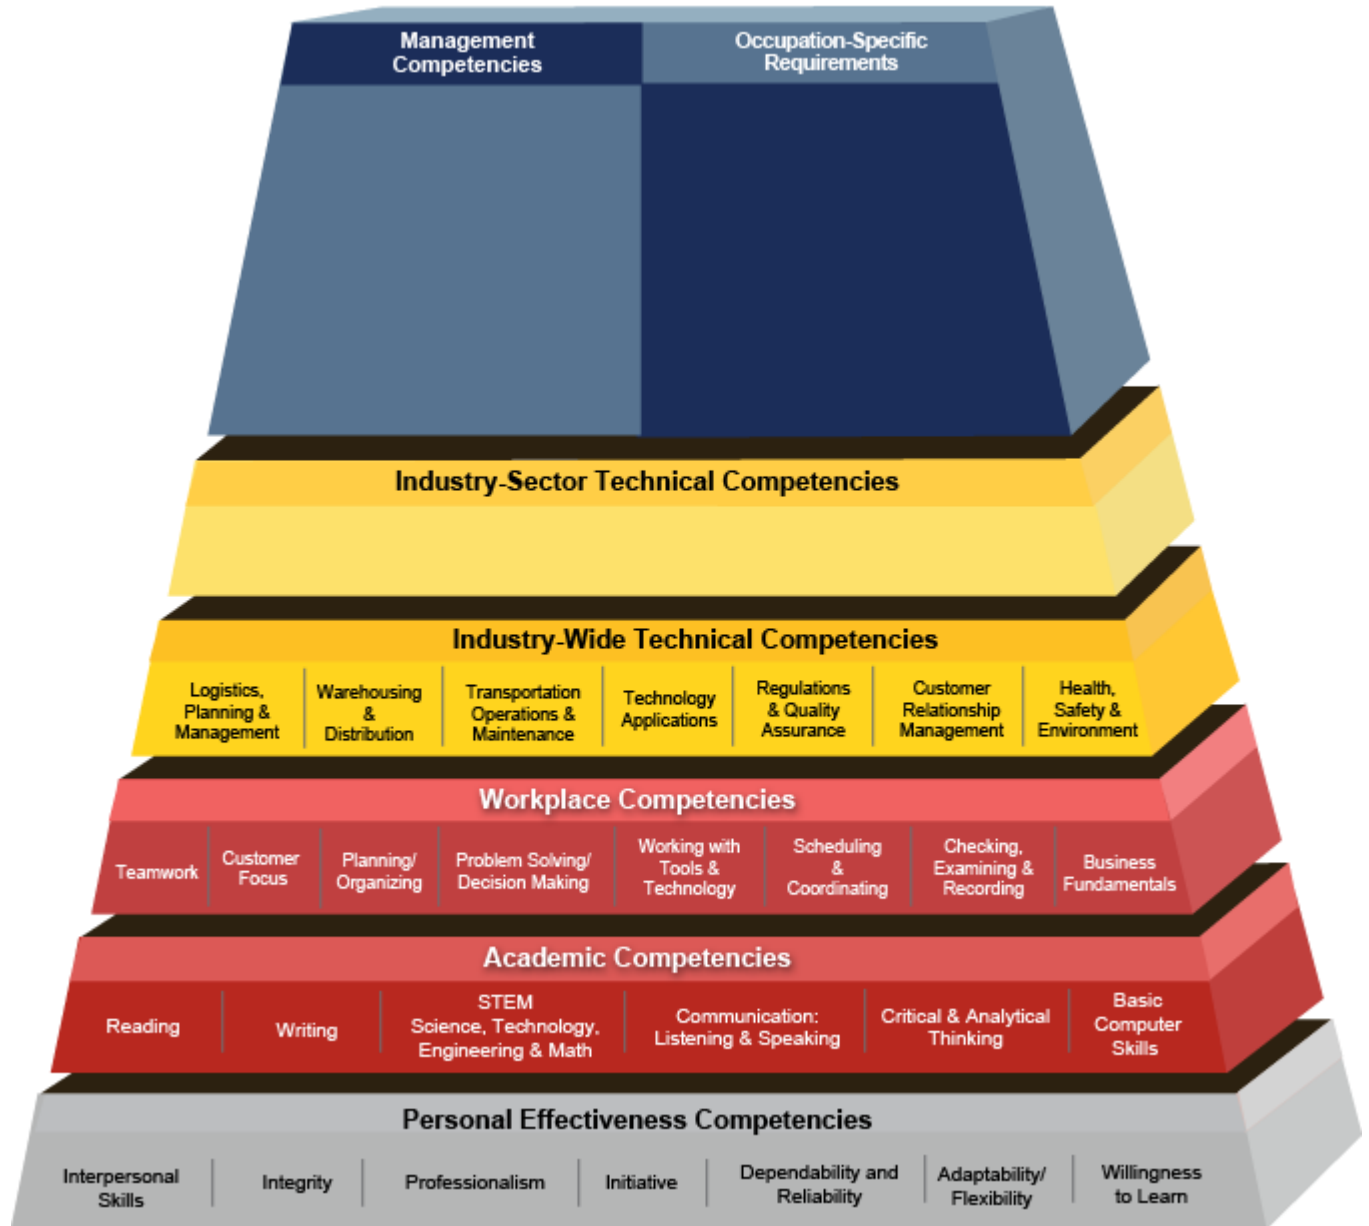 Management
Competencies
Occupation-Specific
Requirements
Industry-Sector Technical Competencies
Industry-Wide Technical Competencies
Logistics,
Planning &
Management
Warehousing
&
Distribution
Transportation
Operations &
Maintenance
Technology
Applications
Regulations
& Quality
Assurance
Customer
Relationship
Management
Health,
Safety &
Environment
Workplace Competencies
Teamwork
Customer
Focus
Planning/
Organizing
Problem Solving/
Decision Making
Working with
Tools &
Technology
Scheduling
&
Coordinating
Checking,
Examining &
Recording
Business
Fundamentals
Academic Competencies
Reading
Writing
STEM
Science, Technology,
Engineering & Math
Communication:
Listening & Speaking
Critical & Analytical
Thinking
Basic
Computer
Skills
Personal Effectiveness Competencies
Interpersonal
Skills
Integrity
Professionalism
Initiative
Dependability and
Reliability
Adaptability/
Flexibility
Willingness
to Learn